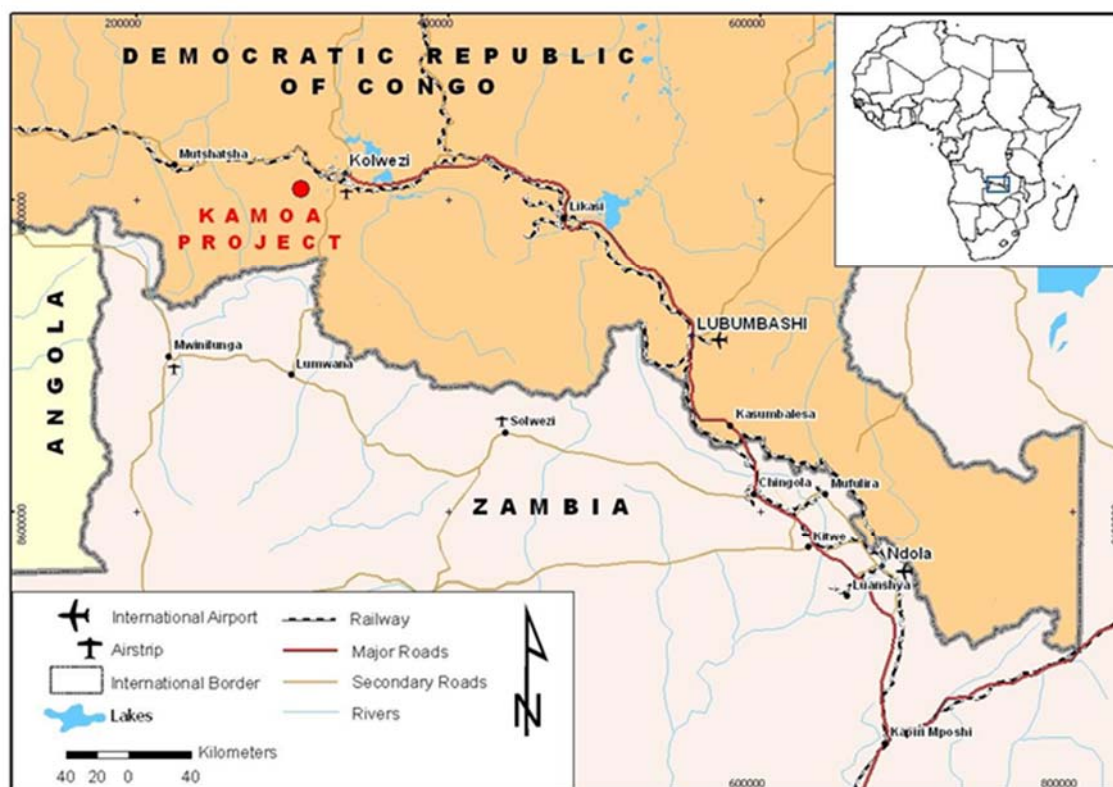 200000
400000
600000
DEMOCRATIC REPUBLIC
OF CONGO
Mutshatsha
Kolwezi
KAMOA
PROJECT
Likasi
ANGOLA
LUBUMBASHI
Mwinilunga
Lumwana
Solwezi
Kasumbalesa
ZAMBIA
Chingola
Mufulira
8600000
Kitwe
Ndola
Luanshya
International Airport
Airstrip
International Border
Lakes
Kilometers
40 20 0 40
Railway
Major Roads
Secondary Roads
Rivers
N
Kapiri Mposhi
600000
800000